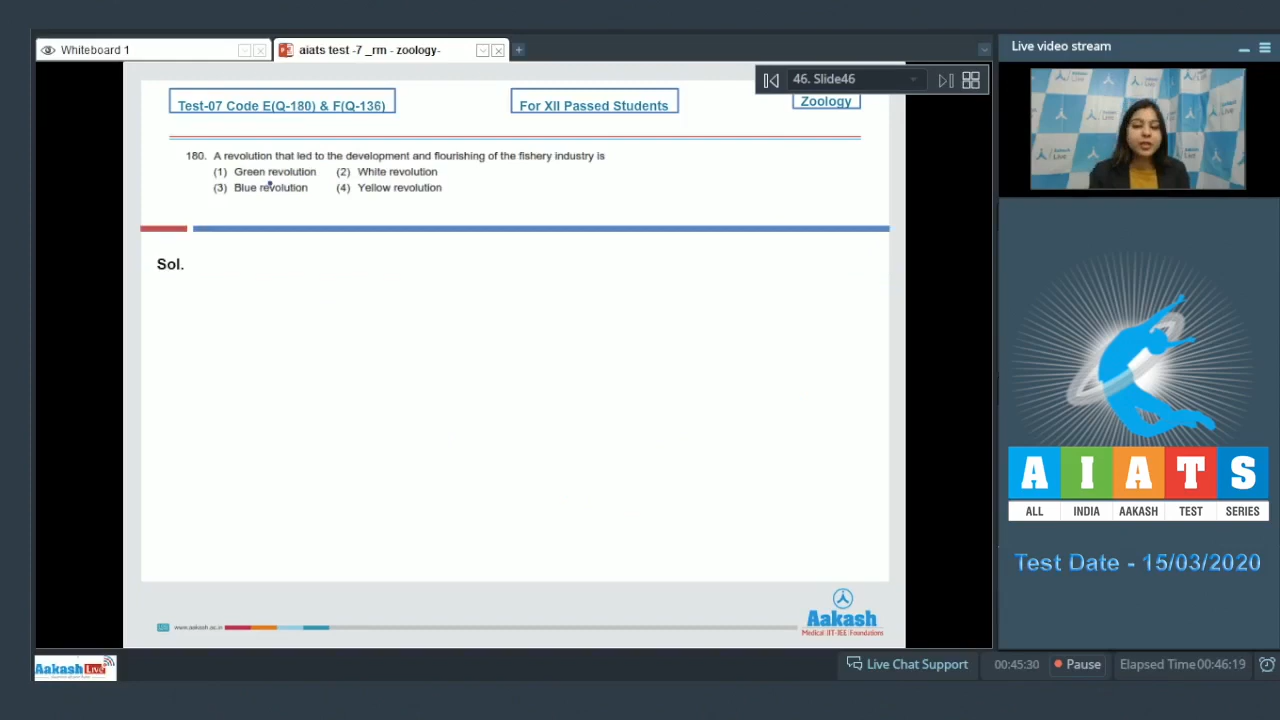 Whiteboard 1
aiats test -7 _rm - zoology-
Live video stream
46. Slide46
Test-07 Code E(Q-180) & F(Q-136)
For XII Passed Students
Zoology
180. A revolution that led to the development and flourishing of the fishery industry is
(1) Green revolution (2) White revolution
(3) Blue revolution (4) Yellow revolution
Sol.
A I A T S
ALL INDIA AAKASH TEST SERIES
Test Date - 15/03/2020
www.aakash.ac.in
Aakash
Medical | IIT-JEE | Foundations
Aakash Live
Live Chat Support
00:45:30
Pause
Elapsed Time 00:46:19